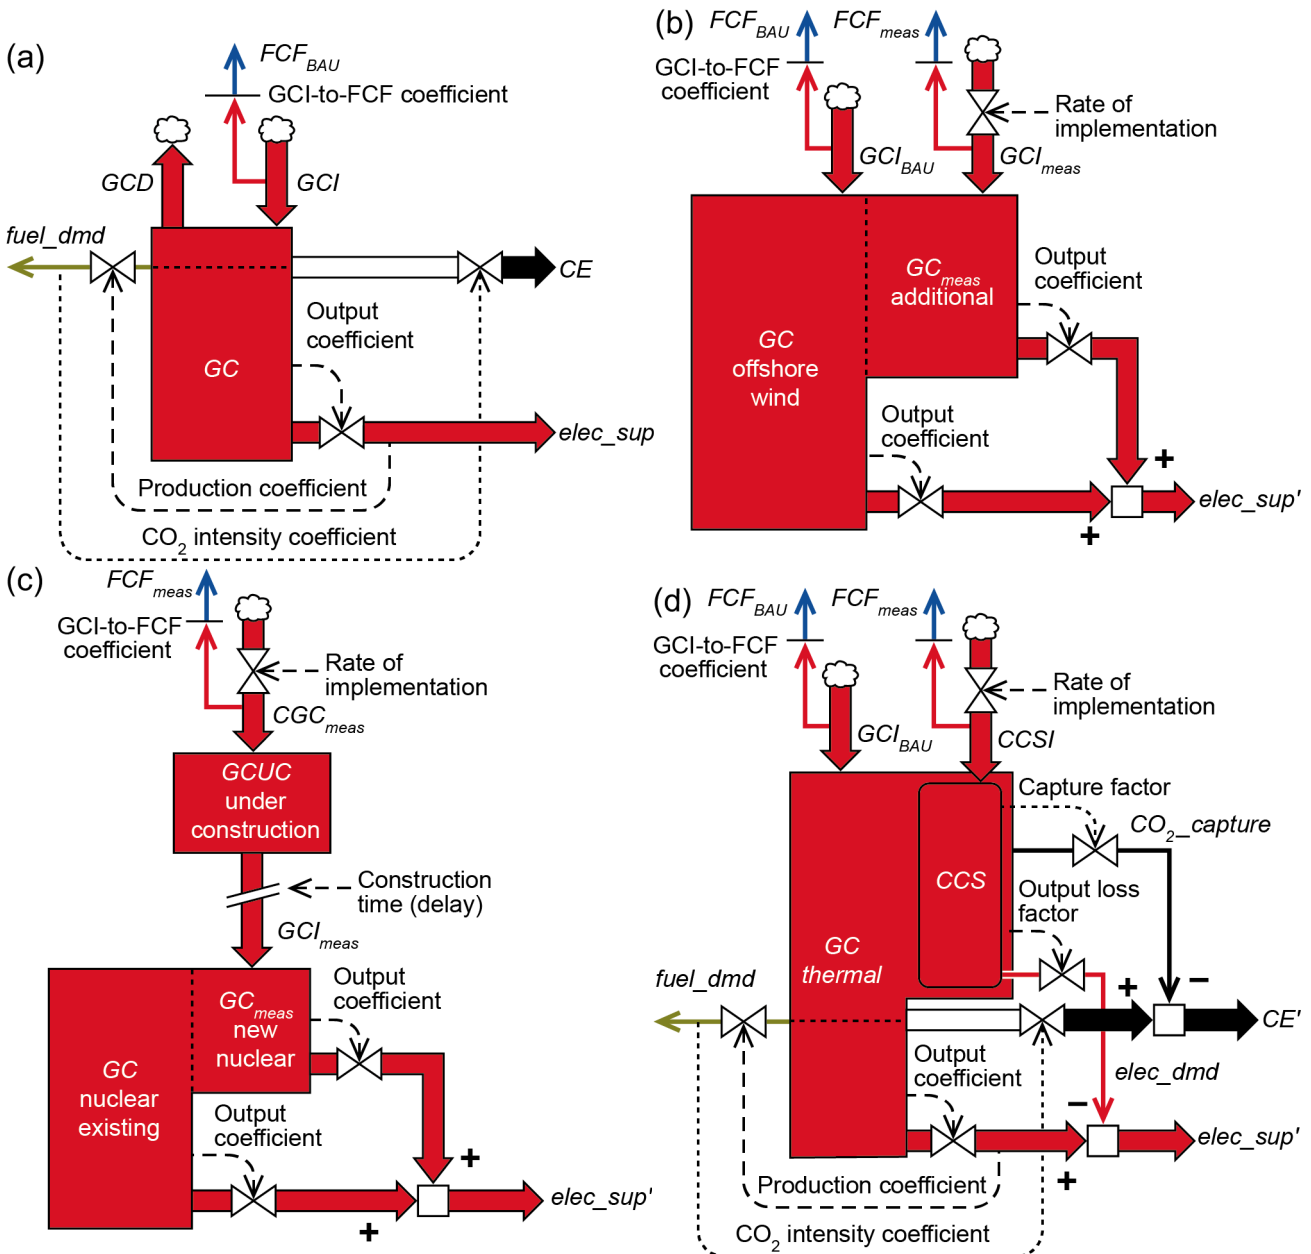 (a)
FCF_BAU
GCI-to-FCF coefficient
GCD
GCI
fuel_dmd
CE
Output
coefficient
GC
elec_sup
Production coefficient
CO2 intensity coefficient
(b)
FCF_BAU
FCF_meas
GCI-to-FCF
coefficient
Rate of
implementation
GCI_BAU
GCI_meas
GC_meas
additional
Output
coefficient
GC
offshore
wind
Output
coefficient
+
elec_sup'
+
(c)
FCF_meas
GCI-to-FCF
coefficient
Rate of
implementation
CGC_meas
GCUC
under
construction
Construction
time (delay)
GCI_meas
Output
coefficient
GC_meas
new
nuclear
GC
nuclear
existing
Output
coefficient
+
elec_sup'
+
(d)
FCF_BAU
FCF_meas
GCI-to-FCF
coefficient
Rate of
implementation
GCI_BAU
CCSI
Capture factor
CO2_capture
CCS
Output loss
factor
GC
thermal
fuel_dmd
+
−
CE'
Output
coefficient
elec_dmd
−
elec_sup'
+
Production coefficient
CO2 intensity coefficient